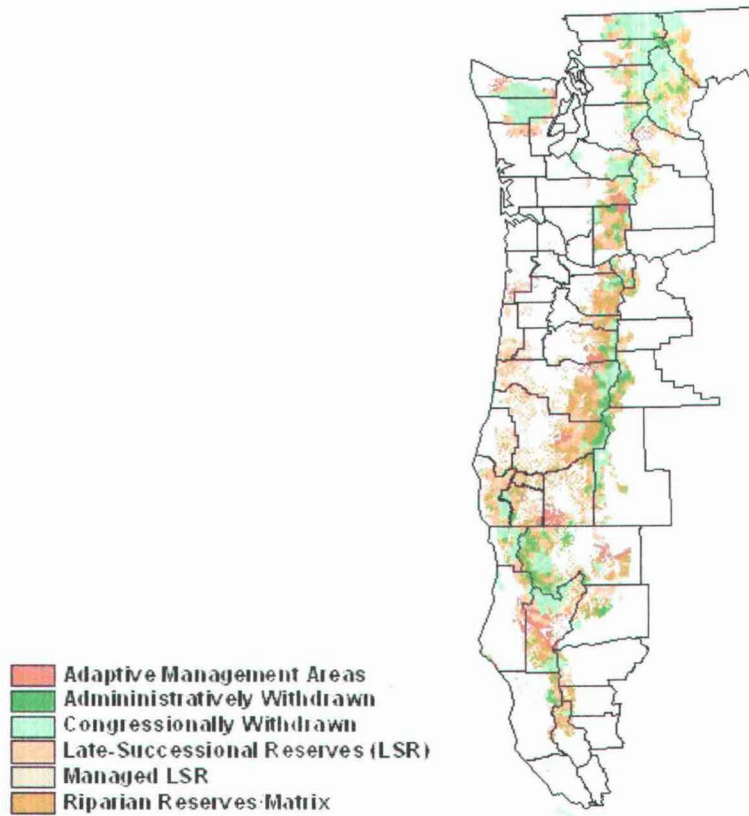 Adaptive Management Areas
Admininistratively Withdrawn
Congressionally Withdrawn
Late-Successional Reserves (LSR)
Managed LSR
Riparian Reserves·Matrix